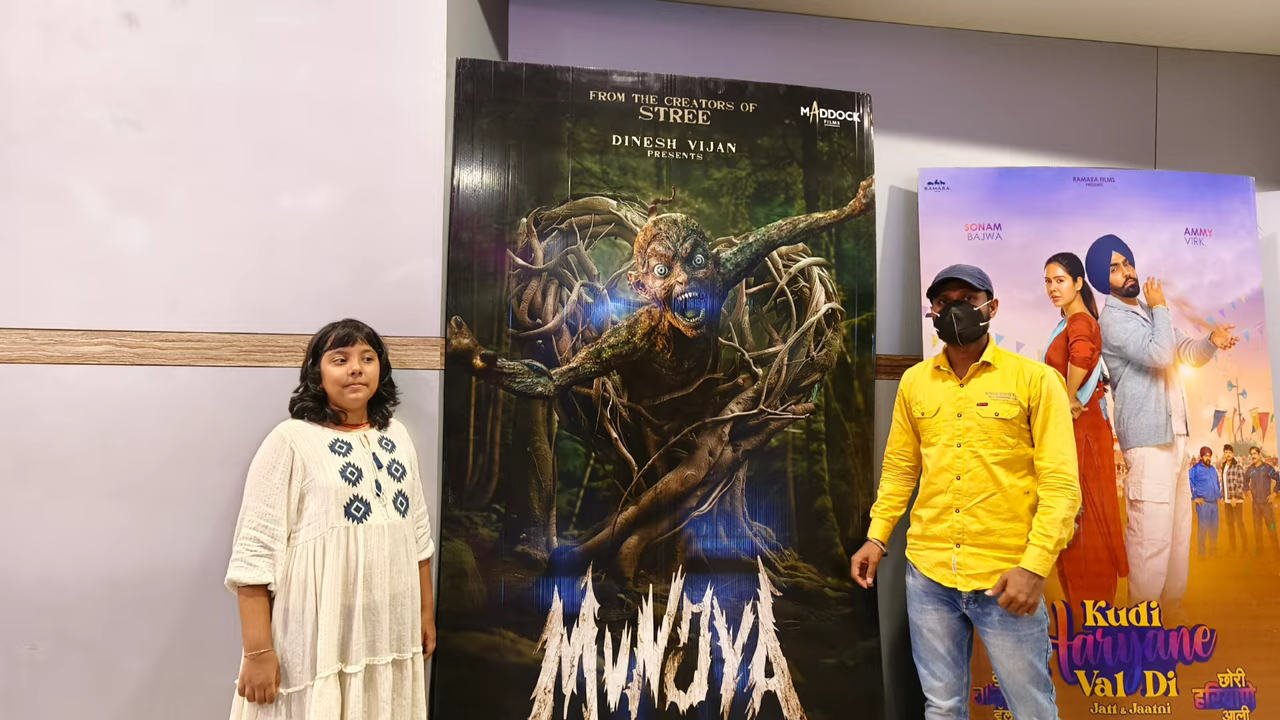 FROM THE CREATORS OF
STREE
MADDOCK
FILMS
DINESH VIJAN
PRESENTS
MUNJYA
RAMARA
RAMARA FILMS
PRESENTS
SONAM
BAJWA
AMMY
VIRK
Kudi
Haryane
Val Di
Jatt & Jaatni
छोरी
हरियाणे
आली